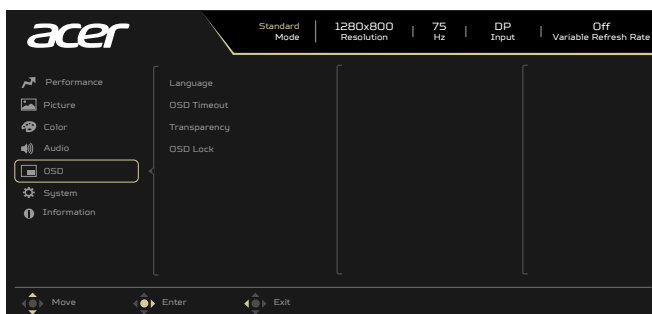 acer
Standard Mode
1280x800 Resolution
75 Hz
DP Input
Off Variable Refresh Rate
Performance
Picture
Color
Audio
OSD
System
Information
Language
OSD Timeout
Transparency
OSD Lock
Move
Enter
Exit